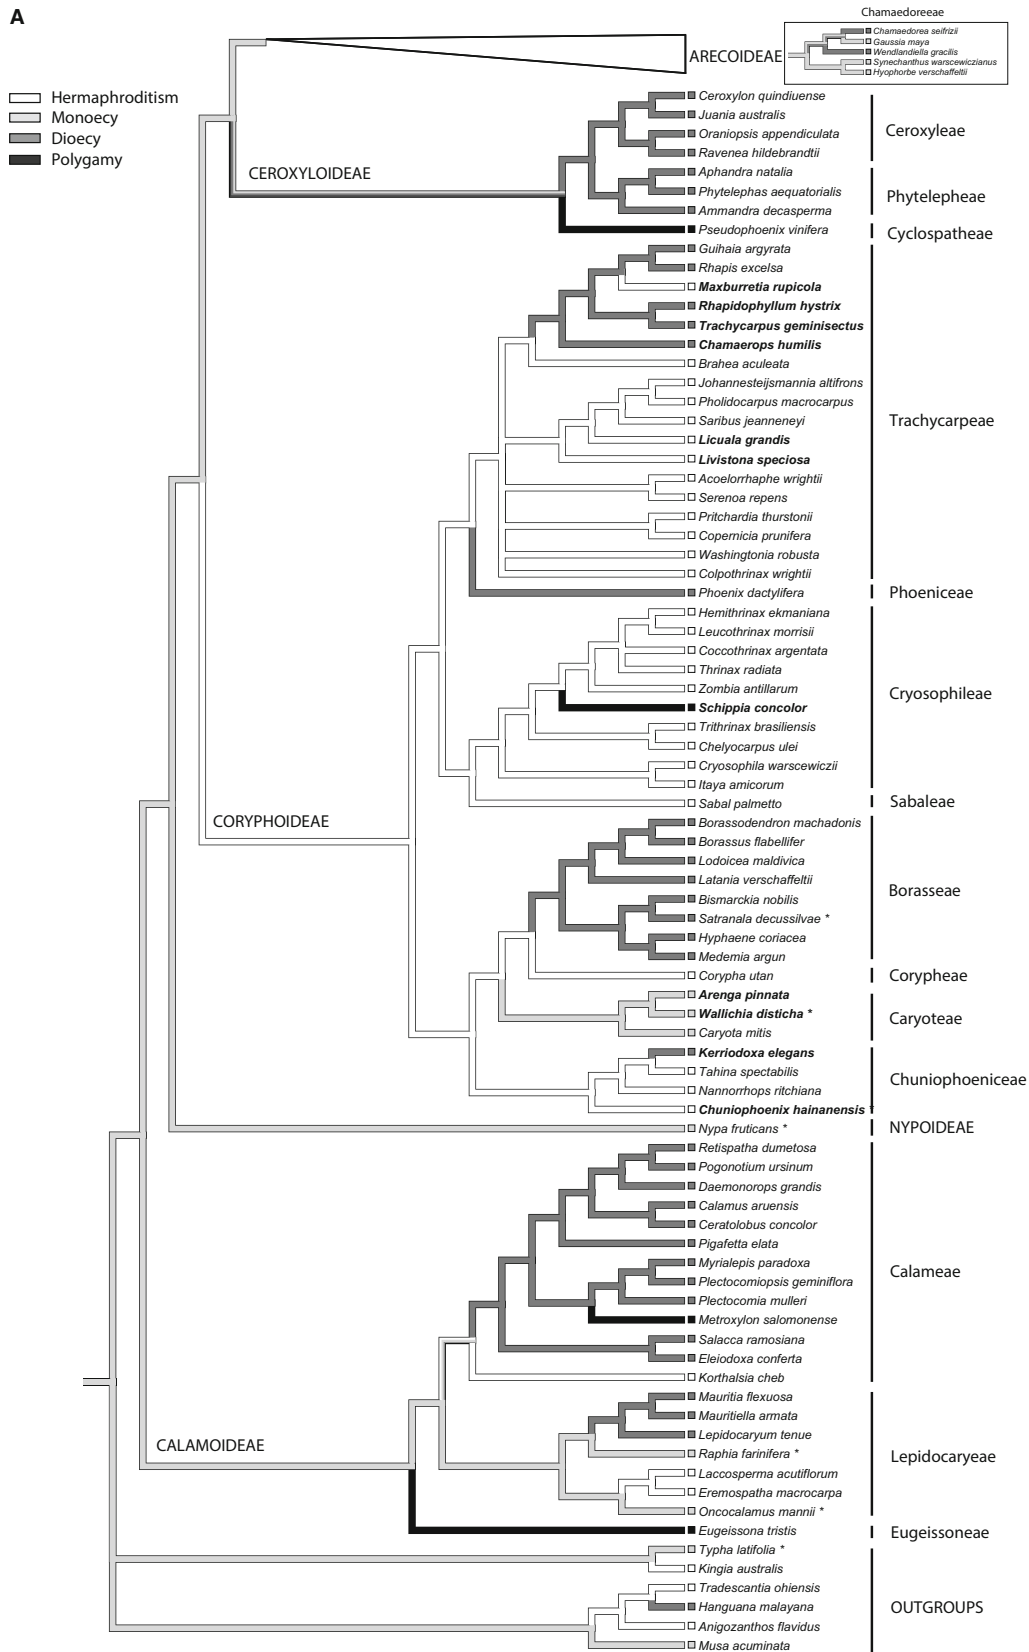 A
Chamaedoreeae
Chamaedorea seifrizii
Gaussia maya
Wendlandiella gracilis
Synechanthus warscewiczianus
Hyophorbe verschaffeltii
ARECOIDEAE
Hermaphroditism
Monoecy
Dioecy
Polygamy
CEROXYLOIDEAE
Ceroxylon quindiuense
Juania australis
Oraniopsis appendiculata
Ravenea hildebrandtii
Ceroxyleae
Aphandra natalia
Phytelephas aequatorialis
Ammandra decasperma
Phytelepheae
Pseudophoenix vinifera
Cyclospatheae
Guihaia argyrata
Rhapis excelsa
Maxburretia rupicola
Rhapidophyllum hystrix
Trachycarpus geminisectus
Chamaerops humilis
Brahea aculeata
Johannesteijsmannia altifrons
Pholidocarpus macrocarpus
Saribus jeanneneyi
Licuala grandis
Livistona speciosa
Acoelorrhaphe wrightii
Serenoa repens
Pritchardia thurstonii
Copernicia prunifera
Washingtonia robusta
Colpothrinax wrightii
Trachycarpeae
Phoenix dactylifera
Phoeniceae
Hemithrinax ekmaniana
Leucothrinax morrisii
Coccothrinax argentata
Thrinax radiata
Zombia antillarum
Schippia concolor
Trithrinax brasiliensis
Chelyocarpus ulei
Cryosophila warscewiczii
Itaya amicorum
Cryosophileae
Sabal palmetto
Sabaleae
CORYPHOIDEAE
Borassodendron machadonis
Borassus flabellifer
Lodoicea maldivica
Latania verschaffeltii
Bismarckia nobilis
Satranala decussilvae *
Hyphaene coriacea
Medemia argun
Borasseae
Corypha utan
Corypheae
Arenga pinnata
Wallichia disticha *
Caryota mitis
Caryoteae
Kerriodoxa elegans
Tahina spectabilis
Nannorrhops ritchiana
Chuniophoenix hainanensis *
Chuniophoeniceae
Nypa fruticans *
NYPOIDEAE
Retispatha dumetosa
Pogonotium ursinum
Daemonorops grandis
Calamus aruensis
Ceratolobus concolor
Pigafetta elata
Myrialepis paradoxa
Plectocomiopsis geminiflora
Plectocomia mulleri
Metroxylon salomonense
Salacca ramosiana
Eleiodoxa conferta
Korthalsia cheb
Calameae
CALAMOIDEAE
Mauritia flexuosa
Mauritiella armata
Lepidocaryum tenue
Raphia farinifera *
Laccosperma acutiflorum
Eremospatha macrocarpa
Oncocalamus mannii *
Lepidocaryeae
Eugeissona tristis
Eugeissoneae
Typha latifolia *
Kingia australis
Tradescantia ohiensis
Hanguana malayana
Anigozanthos flavidus
Musa acuminata
OUTGROUPS